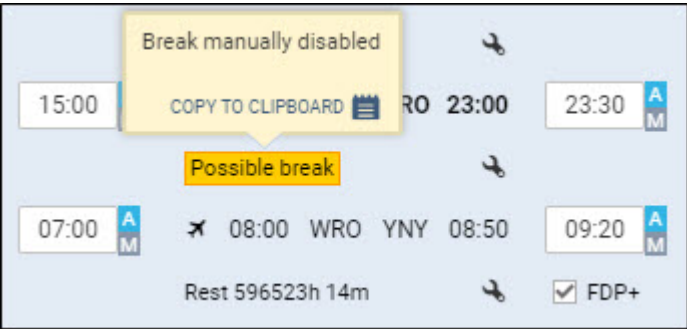 Break manually disabled
COPY TO CLIPBOARD
15:00 RO 23:00 23:30 A
M
Possible break
07:00 A 08:00 WRO YNY 08:50 09:20 A
M M
Rest 596523h 14m FDP+